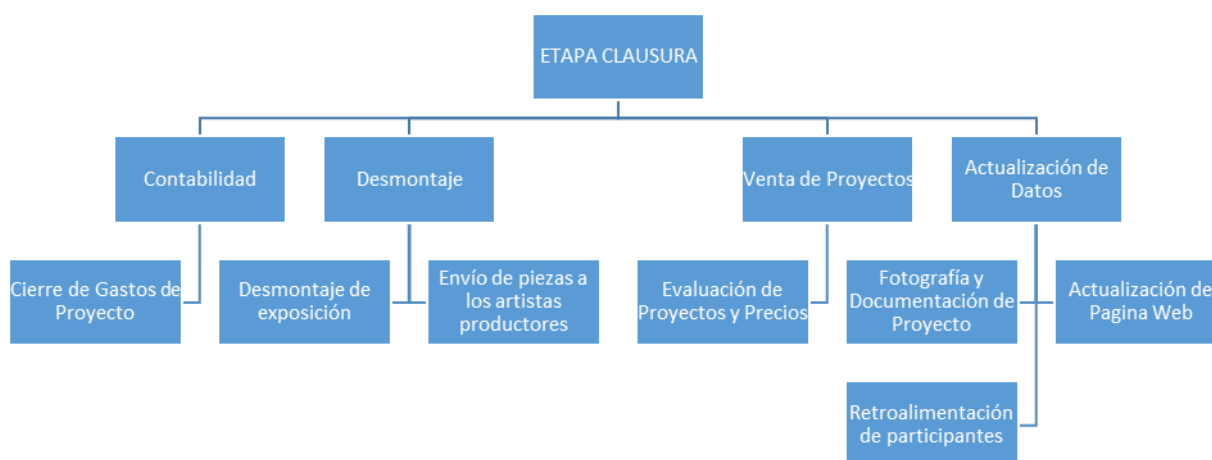 ETAPA CLAUSURA
Contabilidad
Desmontaje
Venta de Proyectos
Actualización de
Datos
Cierre de Gastos de
Proyecto
Desmontaje de
exposición
Envío de piezas a
los artistas
productores
Evaluación de
Proyectos y Precios
Fotografía y
Documentación de
Proyecto
Actualización de
Pagina Web
Retroalimentación
de participantes